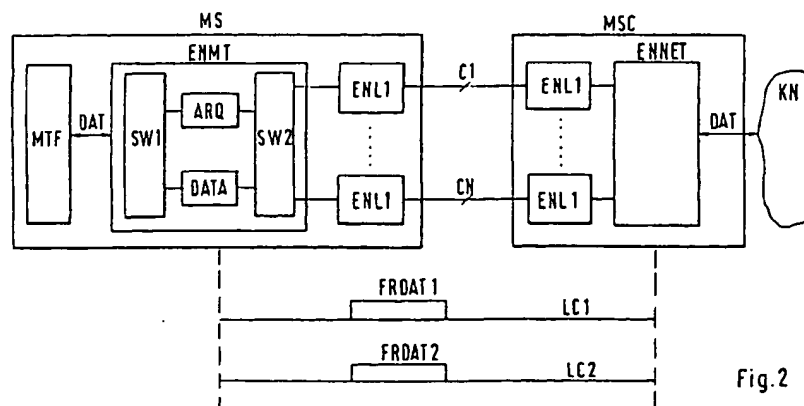 MS
MSC
ENMT
ENNET
C1
KN
ENL1
ENL1
ARQ
MTF
DAT
SW1
SW2
DAT
DATA
ENL1
CN
ENL1
FRDAT1
LC1
FRDAT2
LC2
Fig.2